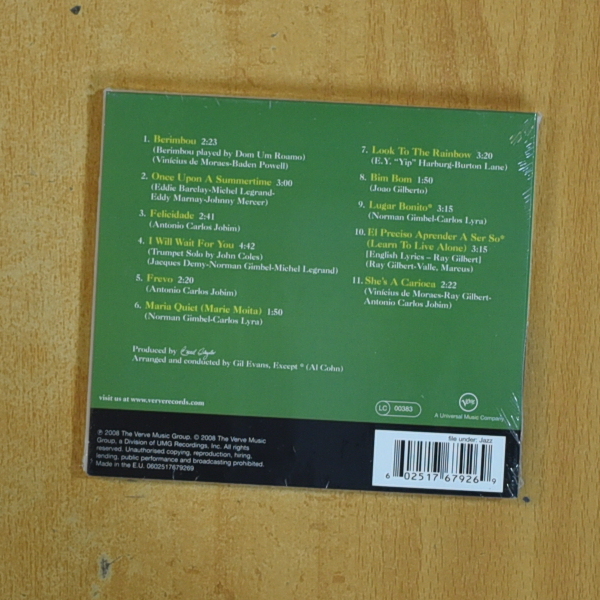 1. Berimbou 2:23
(Berimbou played by Dom Um Roumo)
(Vinícius de Moraes-Baden Powell)
2. Once Upon A Summertime 3:00
(Eddie Barclay-Michel Legrand-
Eddy Marnay-Johnny Mercer)
3. Felicidade 2:41
(Antonio Carlos Jobim)
4. I Will Wait For You 4:42
(Trumpet Solo by John Coles)
(Jacques Demy-Norman Gimbel-Michel Legrand)
5. Frevo 2:20
(Antonio Carlos Jobim)
6. Maria Quiet (Marie Moita) 1:50
(Norman Gimbel-Carlos Lyra)
7. Look To The Rainbow 3:20
(E.Y. “Yip” Harburg-Burton Lane)
8. Bim Bom 1:50
(Joao Gilberto)
9. Lugar Bonito* 3:15
(Norman Gimbel-Carlos Lyra)
10. El Preciso Aprender A Ser So*
(Learn To Live Alone) 3:15
[English Lyrics – Ray Gilbert]
(Ray Gilbert-Valle, Marcus)
11. She's A Carioca 2:22
(Vinícius de Moraes-Ray Gilbert-
Antonio Carlos Jobim)
Produced by
Arranged and conducted by Gil Evans, Except * (Al Cohn)
visit us at www.ververecords.com
LC 00383
Verve
A Universal Music Company
℗ 2008 The Verve Music Group. © 2008 The Verve Music
Group, a Division of UMG Recordings, Inc. All rights
reserved. Unauthorised copying, reproduction, hiring,
lending, public performance and broadcasting prohibited.
Made in the E.U. 0602517679269
file under: Jazz
6 02517 67926 9